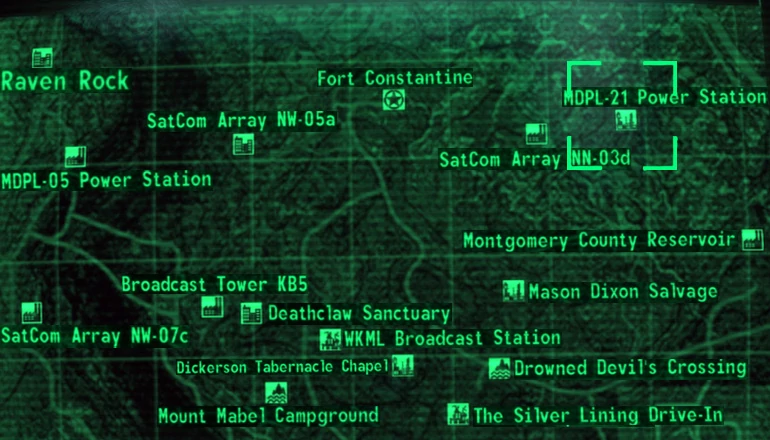 Raven Rock
Fort Constantine
MDPL-21 Power Station
SatCom Array NW-05a
SatCom Array NN-03d
MDPL-05 Power Station
Montgomery County Reservoir
Broadcast Tower KB5
Mason Dixon Salvage
Deathclaw Sanctuary
SatCom Array NW-07c
WKML Broadcast Station
Dickerson Tabernacle Chapel
Drowned Devil's Crossing
Mount Mabel Campground
The Silver Lining Drive-In